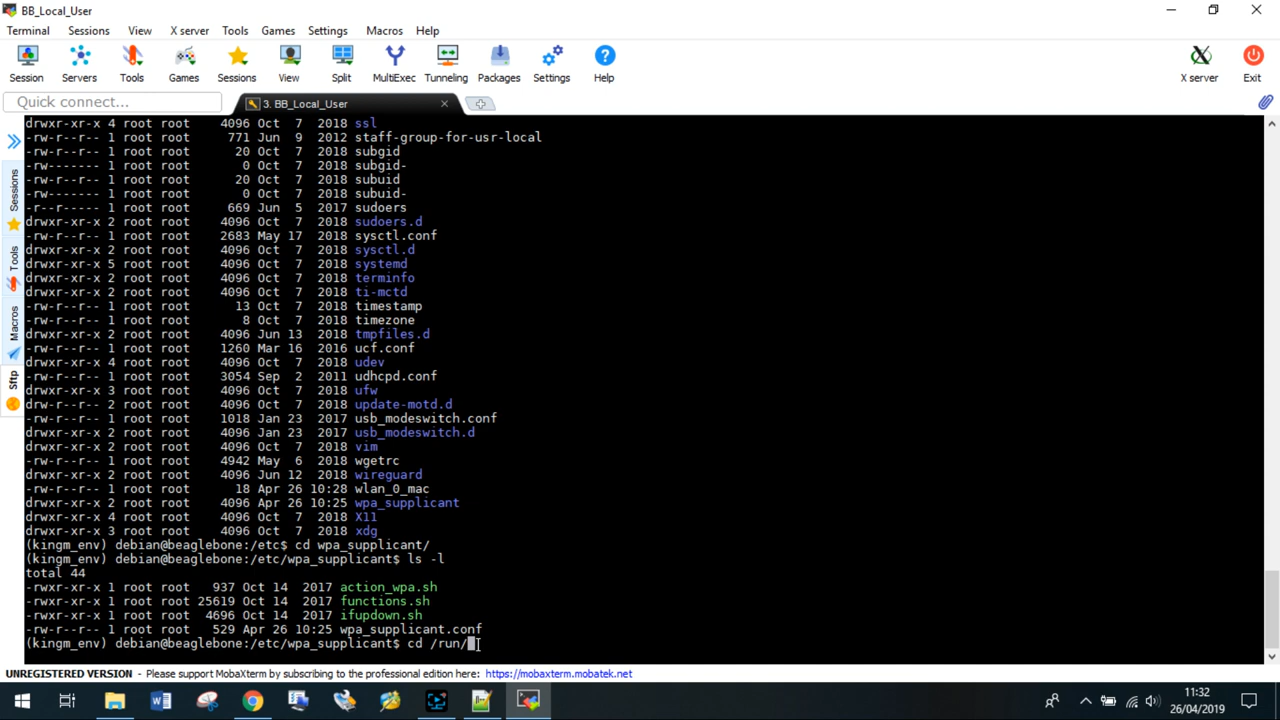 BB_Local_User
Terminal Sessions View X server Tools Games Settings Macros Help
Session Servers Tools Games Sessions View Split MultiExec Tunneling Packages Settings Help X server Exit
Quick connect...
3. BB_Local_User
Sessions
Tools
Macros
Sftp
drwxr-xr-x 4 root root 4096 Oct 7 2018 ssl
-rw-r--r-- 1 root root 771 Jun 9 2012 staff-group-for-usr-local
-rw-r--r-- 1 root root 20 Oct 7 2018 subgid
-rw------- 1 root root 0 Oct 7 2018 subgid-
-rw-r--r-- 1 root root 20 Oct 7 2018 subuid
-rw------- 1 root root 0 Oct 7 2018 subuid-
-r--r----- 1 root root 669 Jun 5 2017 sudoers
drwxr-xr-x 2 root root 4096 Oct 7 2018 sudoers.d
-rw-r--r-- 1 root root 2683 May 17 2018 sysctl.conf
drwxr-xr-x 2 root root 4096 Oct 7 2018 sysctl.d
drwxr-xr-x 5 root root 4096 Oct 7 2018 systemd
drwxr-xr-x 2 root root 4096 Oct 7 2018 terminfo
drwxr-xr-x 2 root root 4096 Oct 7 2018 ti-mctd
-rw-r--r-- 1 root root 13 Oct 7 2018 timestamp
-rw-r--r-- 1 root root 8 Oct 7 2018 timezone
drwxr-xr-x 2 root root 4096 Jun 13 2018 tmpfiles.d
-rw-r--r-- 1 root root 1260 Mar 16 2016 ucf.conf
drwxr-xr-x 4 root root 4096 Oct 7 2018 udev
-rw-r--r-- 1 root root 3054 Sep 2 2011 udhcpd.conf
drwxr-xr-x 3 root root 4096 Oct 7 2018 ufw
drwxr-xr-x 2 root root 4096 Oct 7 2018 update-motd.d
-rw-r--r-- 1 root root 1018 Jan 23 2017 usb_modeswitch.conf
drwxr-xr-x 2 root root 4096 Jan 23 2017 usb_modeswitch.d
drwxr-xr-x 2 root root 4096 Oct 7 2018 vim
-rw-r--r-- 1 root root 4942 May 6 2018 wgetrc
drwxr-xr-x 2 root root 4096 Jun 12 2018 wireguard
-rw-r--r-- 1 root root 18 Apr 26 10:28 wlan_0_mac
drwxr-xr-x 2 root root 4096 Apr 26 10:25 wpa_supplicant
drwxr-xr-x 4 root root 4096 Oct 7 2018 X11
drwxr-xr-x 3 root root 4096 Oct 7 2018 xdg
(kingm_env) debian@beaglebone:/etc$ cd wpa_supplicant/
(kingm_env) debian@beaglebone:/etc/wpa_supplicant$ ls -l
total 44
-rwxr-xr-x 1 root root 937 Oct 14 2017 action_wpa.sh
-rwxr-xr-x 1 root root 25619 Oct 14 2017 functions.sh
-rwxr-xr-x 1 root root 4696 Oct 14 2017 ifupdown.sh
-rw-r--r-- 1 root root 529 Apr 26 10:25 wpa_supplicant.conf
(kingm_env) debian@beaglebone:/etc/wpa_supplicant$ cd /run/
UNREGISTERED VERSION - Please support MobaXterm by subscribing to the professional edition here: https://mobaxterm.mobatek.net
11:32
26/04/2019